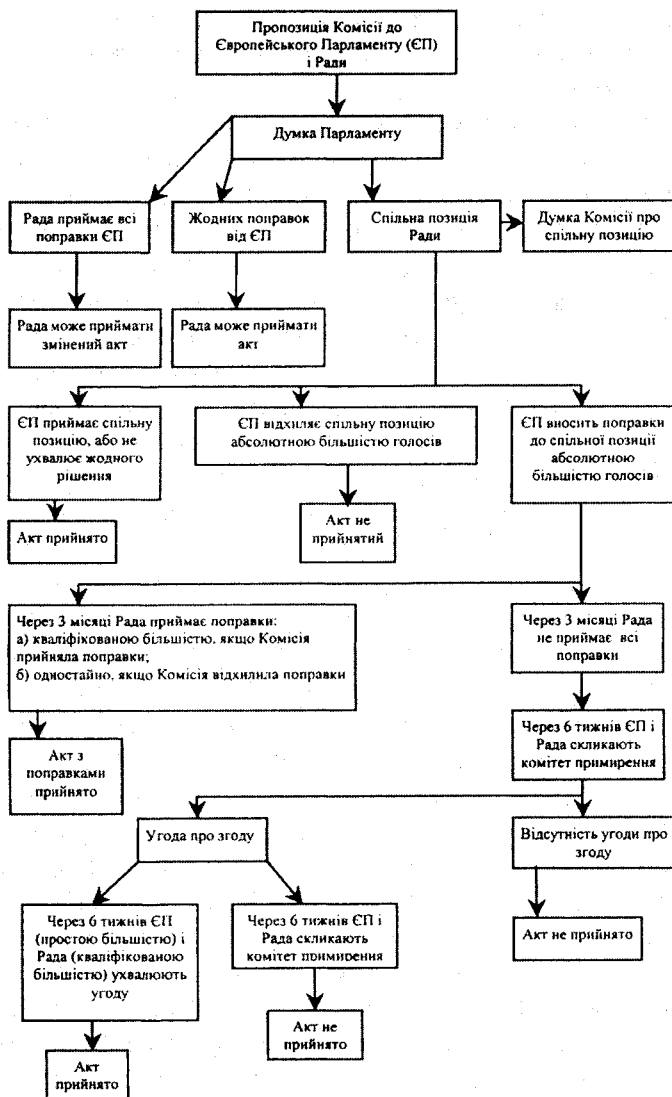 Пропозиція Комісії до
Європейського Парламенту (ЄП)
і Ради
Думка Парламенту
Рада приймає всі
поправки ЄП
Жодних поправок
від ЄП
Спільна позиція
Ради
Думка Комісії про
спільну позицію
Рада може приймати
змінений акт
Рада може приймати
акт
ЄП приймає спільну
позицію, або не
ухвалює жодного
рішення
ЄП відхиляє спільну позицію
абсолютною більшістю голосів
ЄП вносить поправки
до спільної позиції
абсолютною
більшістю голосів
Акт прийнято
Акт не
прийнятий
Через 3 місяці Рада приймає поправки:
а) кваліфікованою більшістю, якщо Комісія
прийняла поправки;
б) одностайно, якщо Комісія відхилила поправки
Через 3 місяці Рада
не приймає всі
поправки
Акт з
поправками
прийнято
Через 6 тижнів ЄП і
Рада скликають
комітет примирення
Угода про згоду
Відсутність угоди про
згоду
Через 6 тижнів ЄП
(простою більшістю) і
Рада (кваліфікованою
більшістю) ухвалюють
угоду
Через 6 тижнів ЄП і
Рада скликають
комітет примирення
Акт не прийнято
Акт не
прийнято
Акт
прийнято